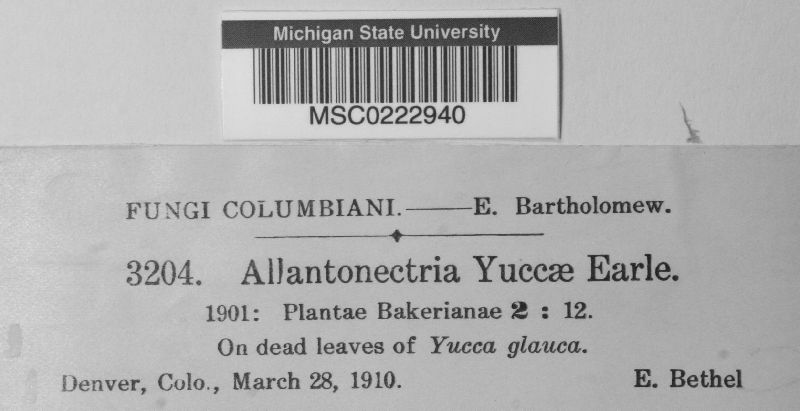 Michigan State University
MSC0222940
FUNGI COLUMBIANI.——E. Bartholomew.
3204. Allantonectria Yuccæ Earle.
1901: Plantae Bakerianae 2 : 12.
On dead leaves of Yucca glauca.
Denver, Colo., March 28, 1910. E. Bethel